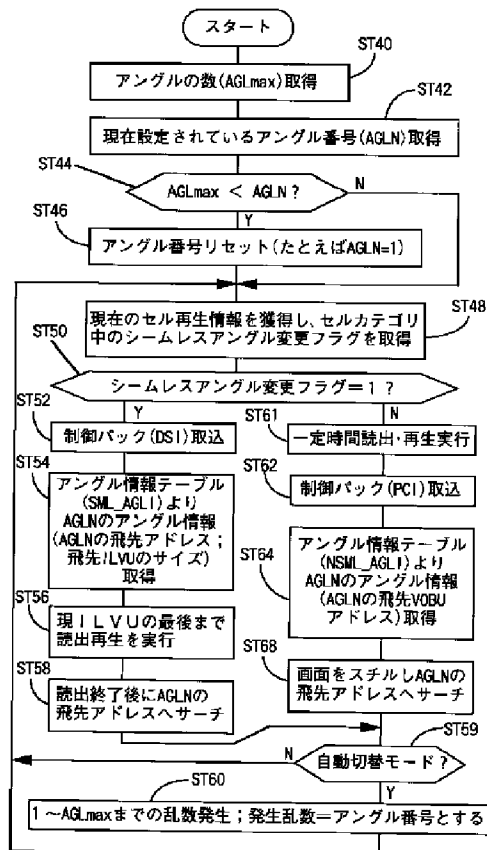 スタート
ST40
アングルの数(AGLmax)取得
ST42
現在設定されているアングル番号(AGLN)取得
ST44
AGLmax < AGLN?
N
Y
ST46
アングル番号リセット(たとえばAGLN=1)
ST48
現在のセル再生情報を獲得し、セルカテゴリ
中のシームレスアングル変更フラグを取得
ST50
シームレスアングル変更フラグ=1?
Y
N
ST52
制御パック(DSI)取込
ST54
アングル情報テーブル
(SML_AGLI)より
AGLNのアングル情報
(AGLNの飛先アドレス;
飛先ILVUのサイズ)
取得
ST56
現ILVUの最後まで
読出再生を実行
ST58
読出終了後にAGLNの
飛先アドレスへサーチ
ST61
一定時間読出・再生実行
ST62
制御パック(PCI)取込
ST64
アングル情報テーブル
(NSML_AGLI)より
AGLNのアングル情報
(AGLNの飛先VOBU
アドレス)取得
ST68
画面をスチルしAGLNの
飛先アドレスへサーチ
ST59
自動切替モード?
N
Y
ST60
1~AGLmaxまでの乱数発生;発生乱数=アングル番号とする